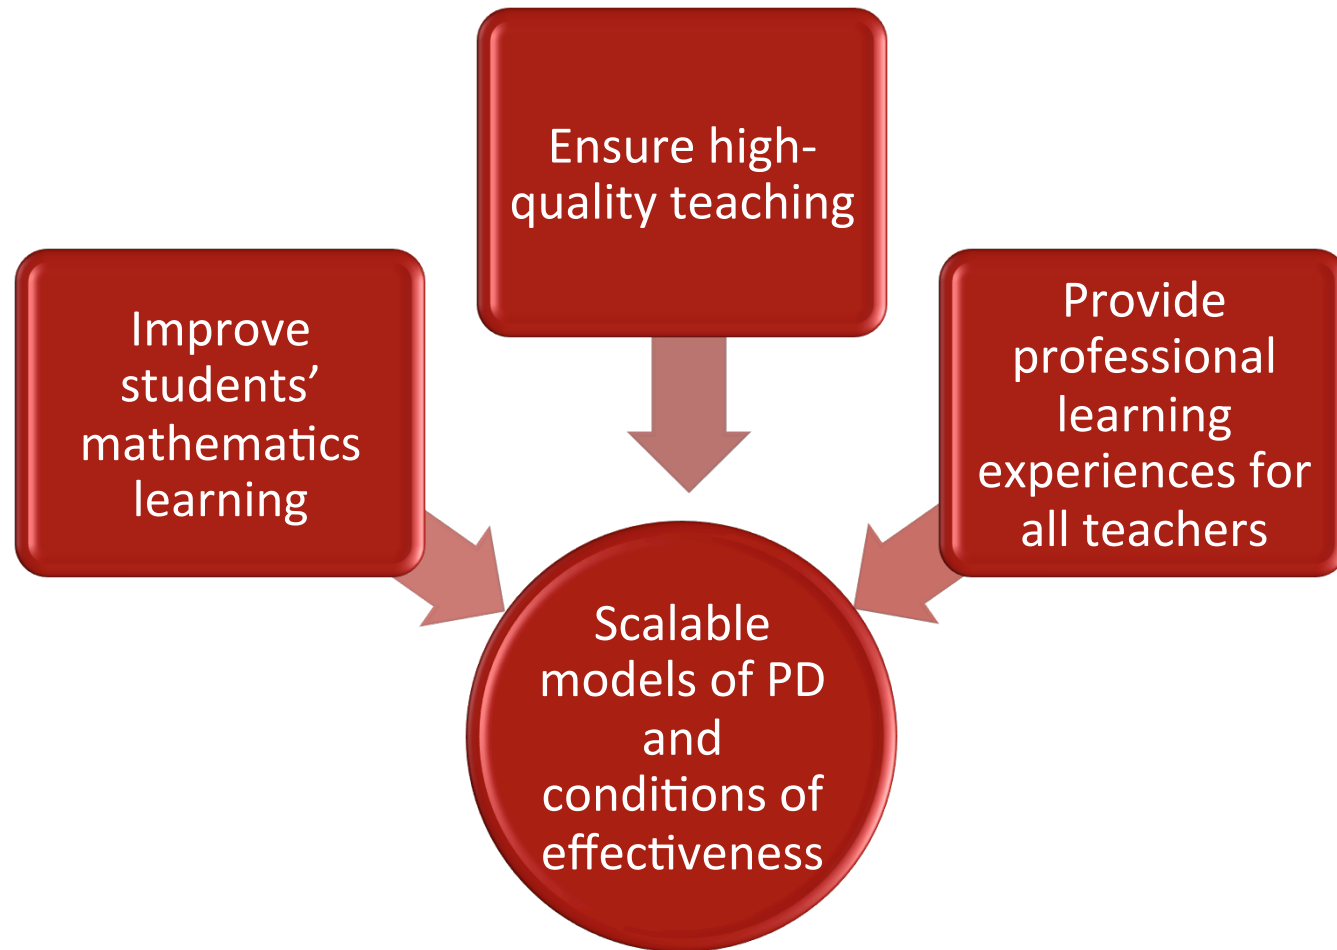 Ensure high-
quality teaching
Improve
students’
mathematics
learning
Provide
professional
learning
experiences for
all teachers
Scalable
models of PD
and
conditions of
effectiveness